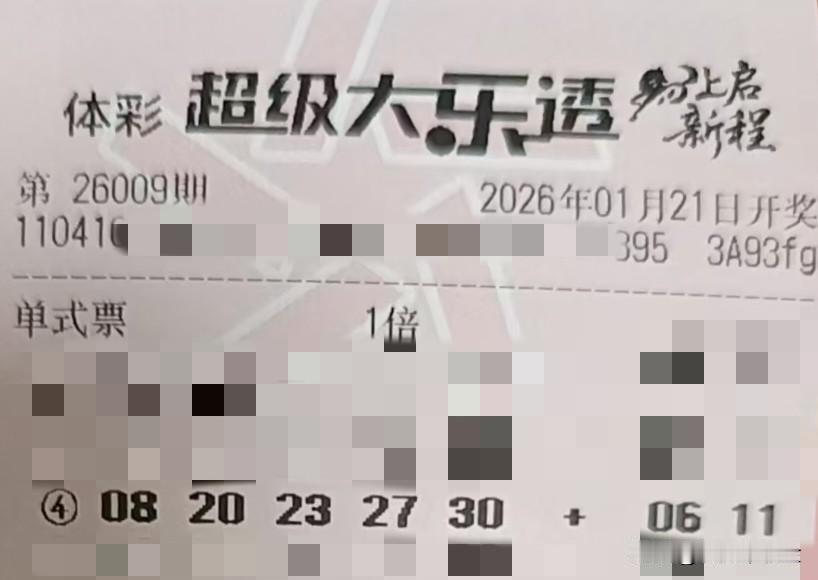 体彩 超级大乐透 马上启
新程
第 26009期 2026年01月21日开奖
110410 395 3A93fg
单式票 1倍
④ 08 20 23 27 30 + 06 11